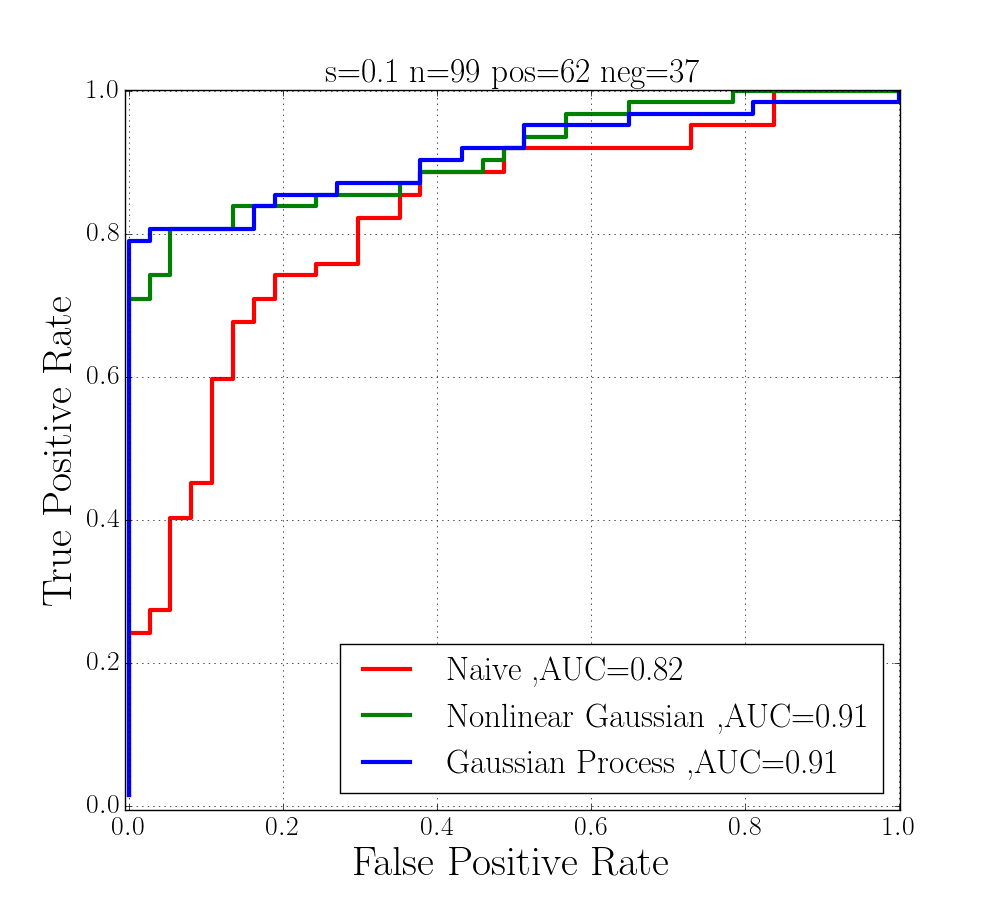 s=0.1 n=99 pos=62 neg=37
1.0
0.8
0.6
0.4
0.2
0.0
True Positive Rate
Naive ,AUC=0.82
Nonlinear Gaussian ,AUC=0.91
Gaussian Process ,AUC=0.91
0.0 0.2 0.4 0.6 0.8 1.0
False Positive Rate